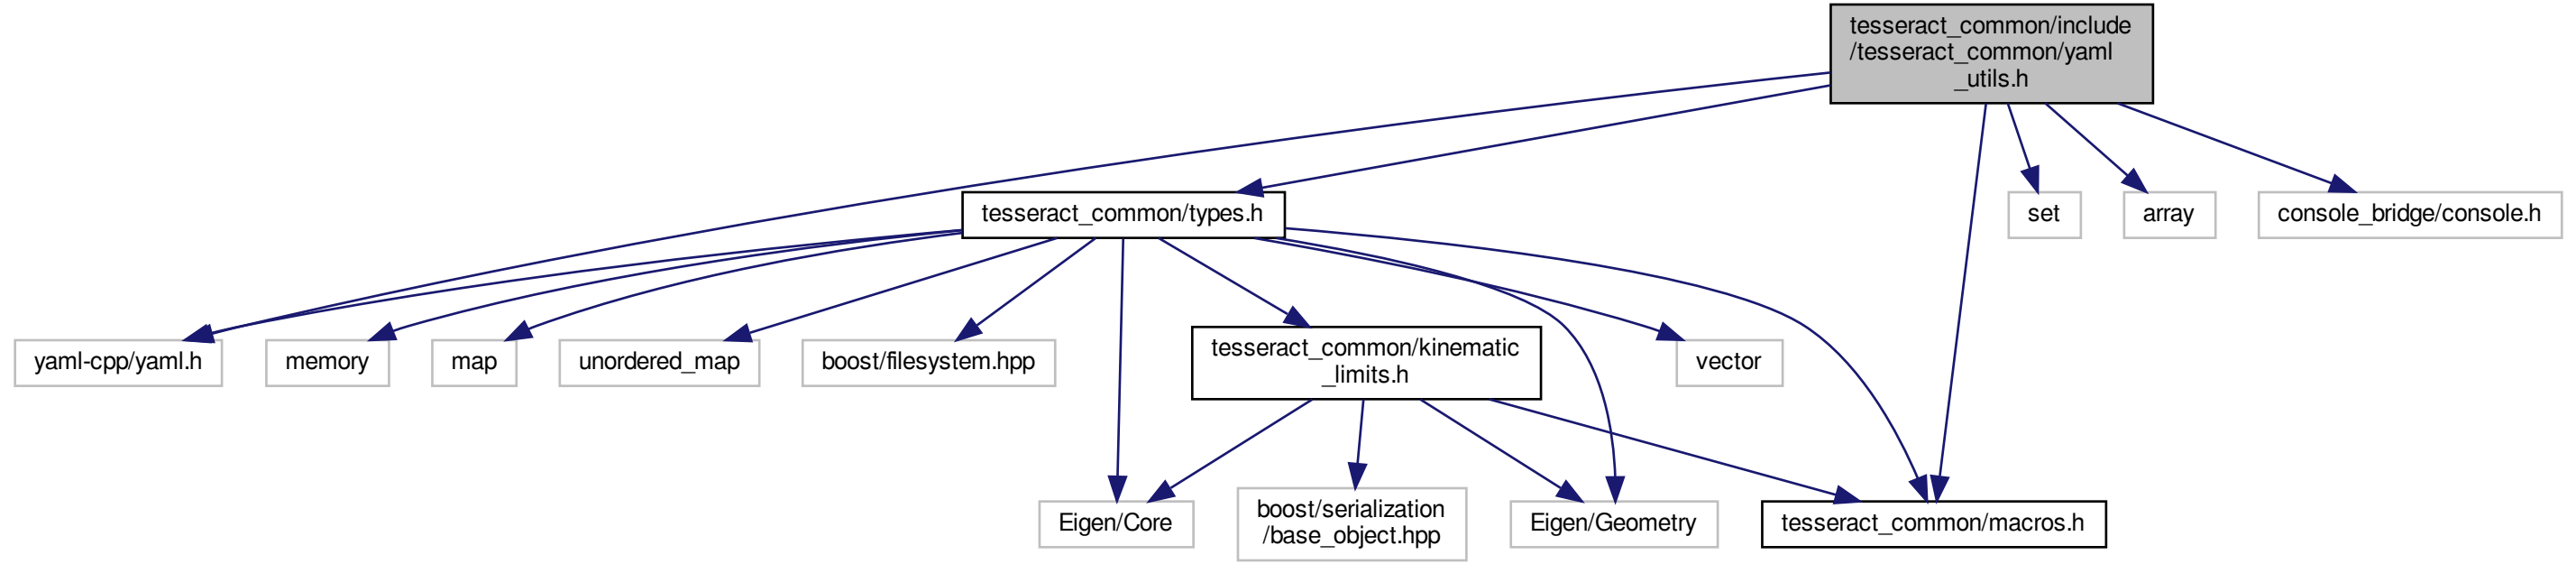 tesseract_common/include
/tesseract_common/yaml
_utils.h
tesseract_common/types.h
set
array
console_bridge/console.h
yaml-cpp/yaml.h
memory
map
unordered_map
boost/filesystem.hpp
tesseract_common/kinematic
_limits.h
vector
Eigen/Core
boost/serialization
/base_object.hpp
Eigen/Geometry
tesseract_common/macros.h